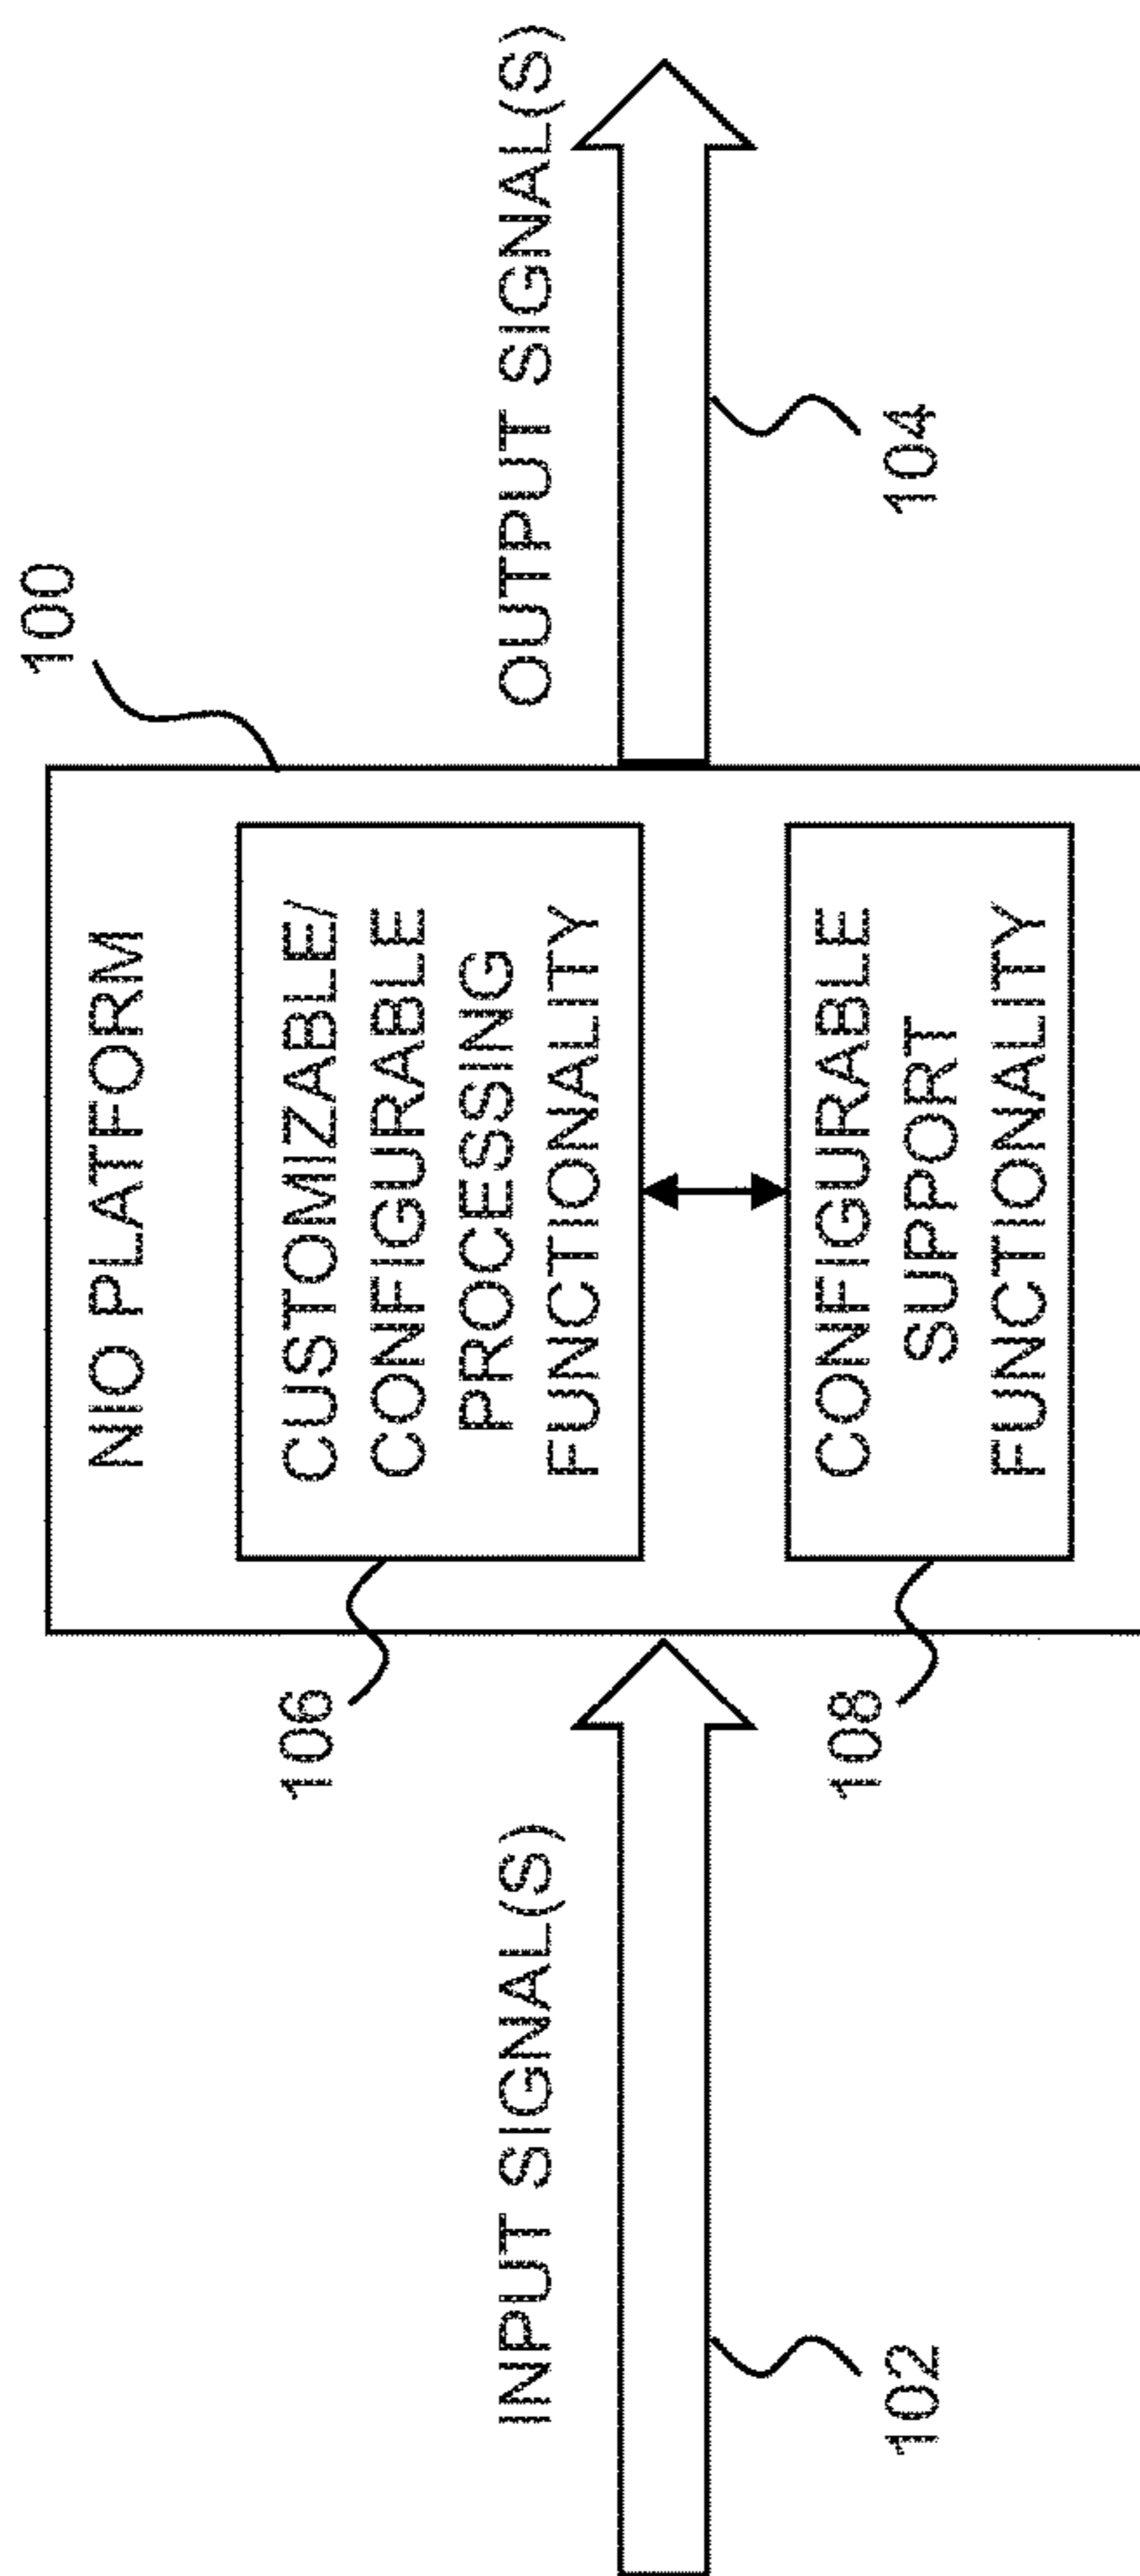 100
NIO PLATFORM
CUSTOMIZABLE/
CONFIGURABLE
PROCESSING
FUNCTIONALITY
106
INPUT SIGNAL(S)
OUTPUT SIGNAL(S)
CONFIGURABLE
SUPPORT
FUNCTIONALITY
108
102
104